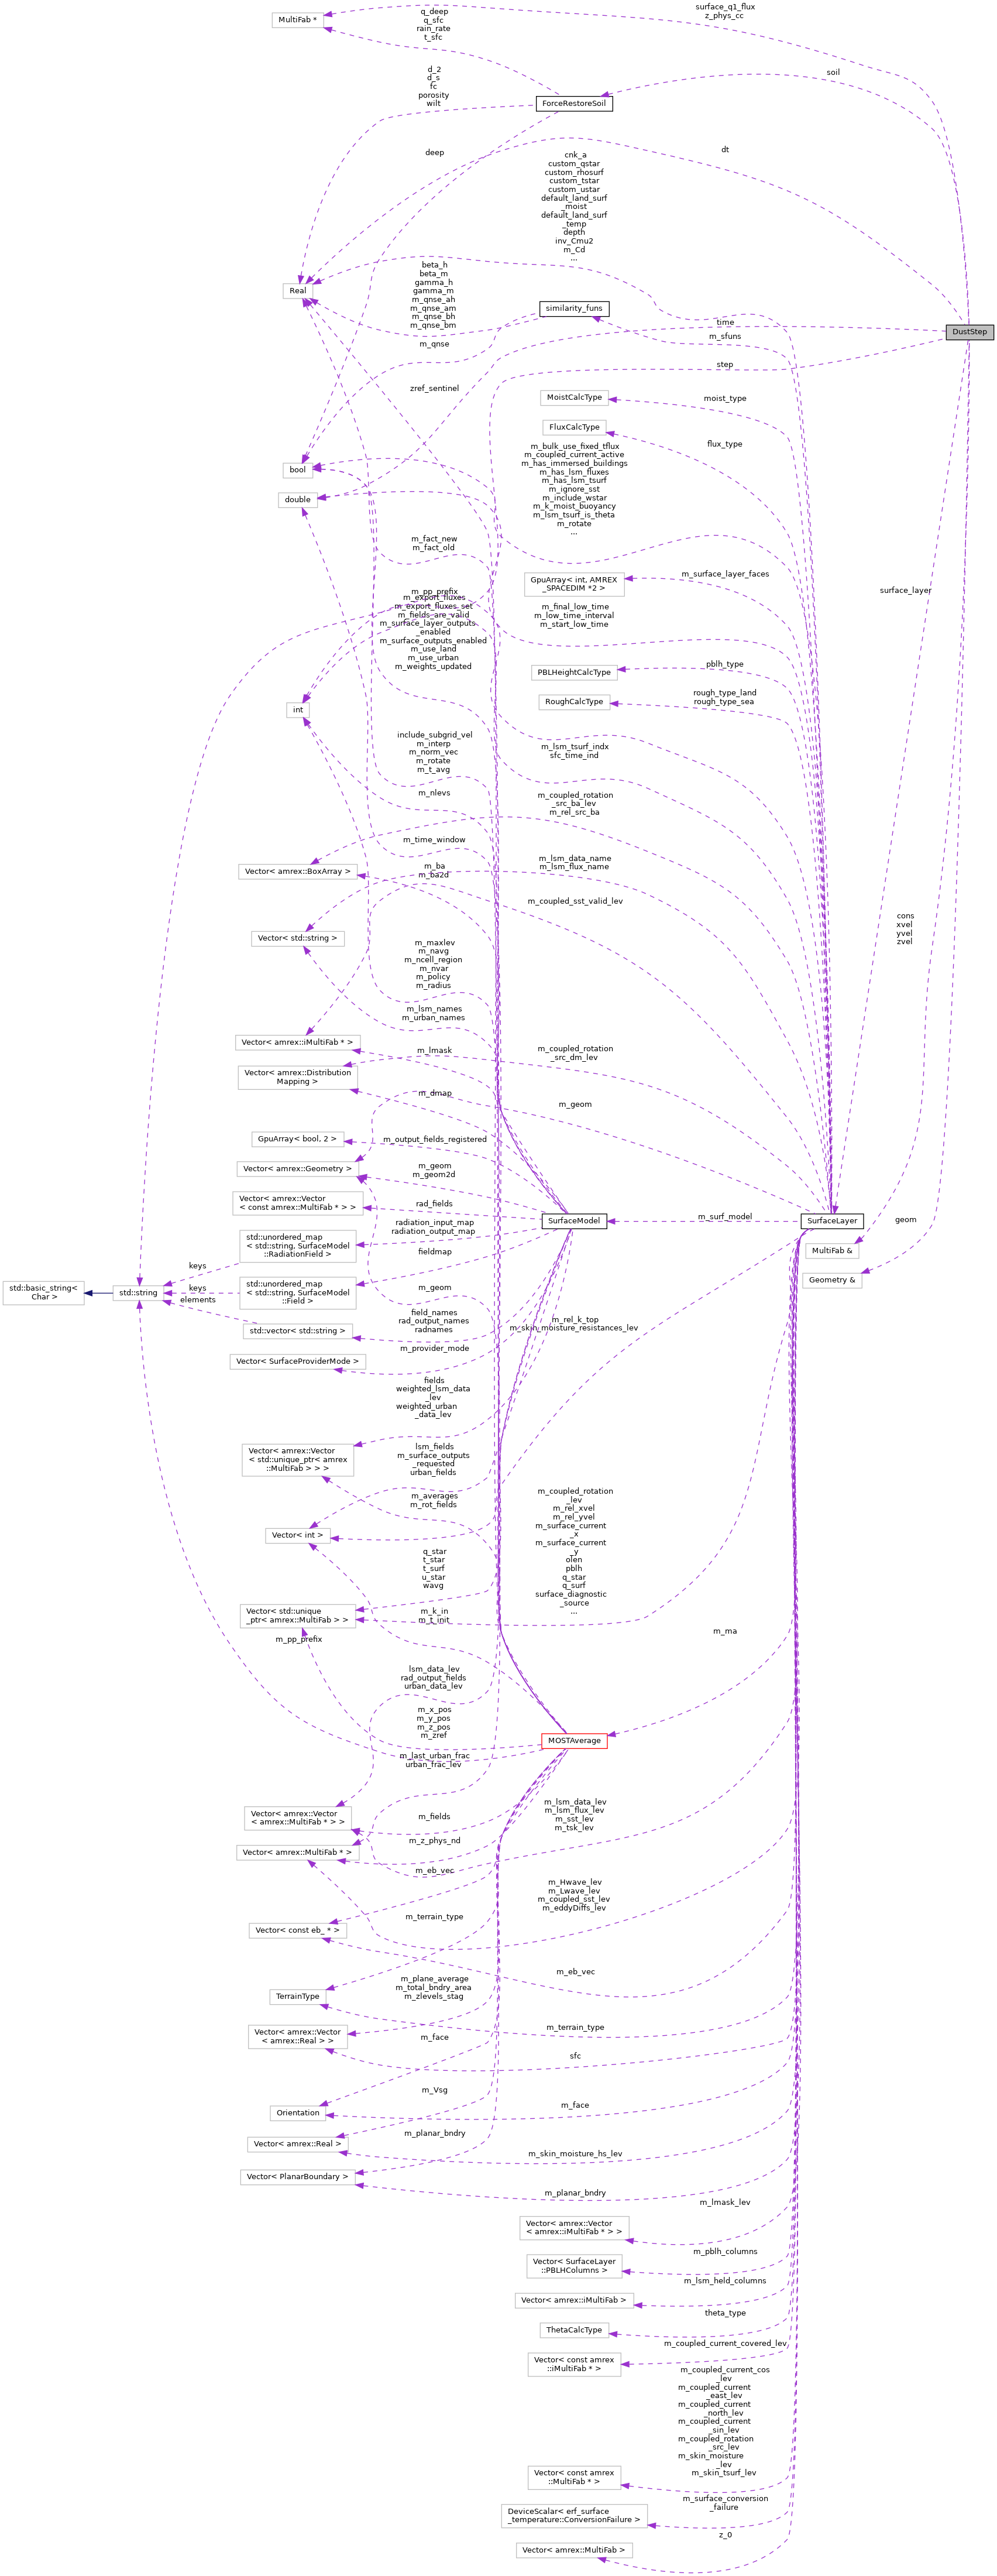 surface_q1_flux
z_phys_cc
MultiFab *
q_deep
q_sfc
rain_rate
t_sfc
soil
d_2
d_s
fc
porosity
wilt
ForceRestoreSoil
dt
deep
cnk_a
custom_qstar
custom_rhosurf
custom_tstar
custom_ustar
default_land_surf
_moist
default_land_surf
_temp
depth
inv_Cmu2
m_Cd
...
Real
beta_h
beta_m
gamma_h
gamma_m
m_qnse_ah
m_qnse_am
m_qnse_bh
m_qnse_bm
similarity_funs
time
DustStep
m_sfuns
m_qnse
step
zref_sentinel
MoistCalcType
moist_type
FluxCalcType
flux_type
m_bulk_use_fixed_tflux
m_coupled_current_active
m_has_immersed_buildings
m_has_lsm_fluxes
m_has_lsm_tsurf
m_ignore_sst
m_include_wstar
m_k_moist_buoyancy
m_lsm_tsurf_is_theta
m_rotate
...
bool
double
m_fact_new
m_fact_old
GpuArray< int, AMREX
_SPACEDIM *2 >
m_surface_layer_faces
m_pp_prefix
m_export_fluxes
m_export_fluxes_set
m_fields_are_valid
m_surface_layer_outputs
_enabled
m_surface_outputs_enabled
m_use_land
m_use_urban
m_weights_updated
surface_layer
m_final_low_time
m_low_time_interval
m_start_low_time
PBLHeightCalcType
pblh_type
RoughCalcType
rough_type_land
rough_type_sea
int
include_subgrid_vel
m_interp
m_norm_vec
m_rotate
m_t_avg
m_lsm_tsurf_indx
sfc_time_ind
m_nlevs
m_coupled_rotation
_src_ba_lev
m_rel_src_ba
m_time_window
Vector< amrex::BoxArray >
m_ba
m_ba2d
m_lsm_data_name
m_lsm_flux_name
m_coupled_sst_valid_lev
cons
xvel
yvel
zvel
Vector< std::string >
m_maxlev
m_navg
m_ncell_region
m_nvar
m_policy
m_radius
m_lsm_names
m_urban_names
Vector< amrex::iMultiFab * >
m_lmask
m_coupled_rotation
_src_dm_lev
Vector< amrex::Distribution
Mapping >
m_dmap
m_geom
GpuArray< bool, 2 >
m_output_fields_registered
Vector< amrex::Geometry >
m_geom
m_geom2d
Vector< amrex::Vector
< const amrex::MultiFab * > >
rad_fields
SurfaceModel
m_surf_model
SurfaceLayer
geom
std::unordered_map
< std::string, SurfaceModel
::RadiationField >
radiation_input_map
radiation_output_map
MultiFab &
fieldmap
keys
Geometry &
std::basic_string<
Char >
std::string
keys
std::unordered_map
< std::string, SurfaceModel
::Field >
m_geom
elements
std::vector< std::string >
field_names
rad_output_names
radnames
m_rel_k_top
m_skin_moisture_resistances_lev
m_provider_mode
Vector< SurfaceProviderMode >
fields
weighted_lsm_data
_lev
weighted_urban
_data_lev
Vector< amrex::Vector
< std::unique_ptr< amrex
::MultiFab > > >
lsm_fields
m_surface_outputs
_requested
urban_fields
m_averages
m_rot_fields
m_coupled_rotation
_lev
m_rel_xvel
m_rel_yvel
m_surface_current
_x
m_surface_current
_y
olen
pblh
q_star
q_surf
surface_diagnostic
_source
...
Vector< int >
q_star
t_star
t_surf
u_star
wavg
Vector< std::unique
_ptr< amrex::MultiFab > >
m_k_in
m_t_init
m_pp_prefix
m_ma
lsm_data_lev
rad_output_fields
urban_data_lev
m_x_pos
m_y_pos
m_z_pos
m_zref
MOSTAverage
m_last_urban_frac
urban_frac_lev
Vector< amrex::Vector
< amrex::MultiFab * > >
m_fields
m_lsm_data_lev
m_lsm_flux_lev
m_sst_lev
m_tsk_lev
m_z_phys_nd
Vector< amrex::MultiFab * >
m_eb_vec
m_Hwave_lev
m_Lwave_lev
m_coupled_sst_lev
m_eddyDiffs_lev
Vector< const eb_ * >
m_terrain_type
m_eb_vec
TerrainType
m_plane_average
m_total_bndry_area
m_zlevels_stag
m_terrain_type
Vector< amrex::Vector
< amrex::Real > >
m_face
sfc
m_Vsg
Orientation
m_face
m_planar_bndry
Vector< amrex::Real >
m_skin_moisture_hs_lev
Vector< PlanarBoundary >
m_planar_bndry
m_lmask_lev
Vector< amrex::Vector
< amrex::iMultiFab * > >
m_pblh_columns
Vector< SurfaceLayer
::PBLHColumns >
m_lsm_held_columns
Vector< amrex::iMultiFab >
theta_type
ThetaCalcType
m_coupled_current_covered_lev
Vector< const amrex
::iMultiFab * >
m_coupled_current_cos
_lev
m_coupled_current
_east_lev
m_coupled_current
_north_lev
m_coupled_current
_sin_lev
m_coupled_rotation
_src_lev
m_skin_moisture
_lev
m_skin_tsurf_lev
Vector< const amrex
::MultiFab * >
m_surface_conversion
_failure
DeviceScalar< erf_surface
_temperature::ConversionFailure >
z_0
Vector< amrex::MultiFab >